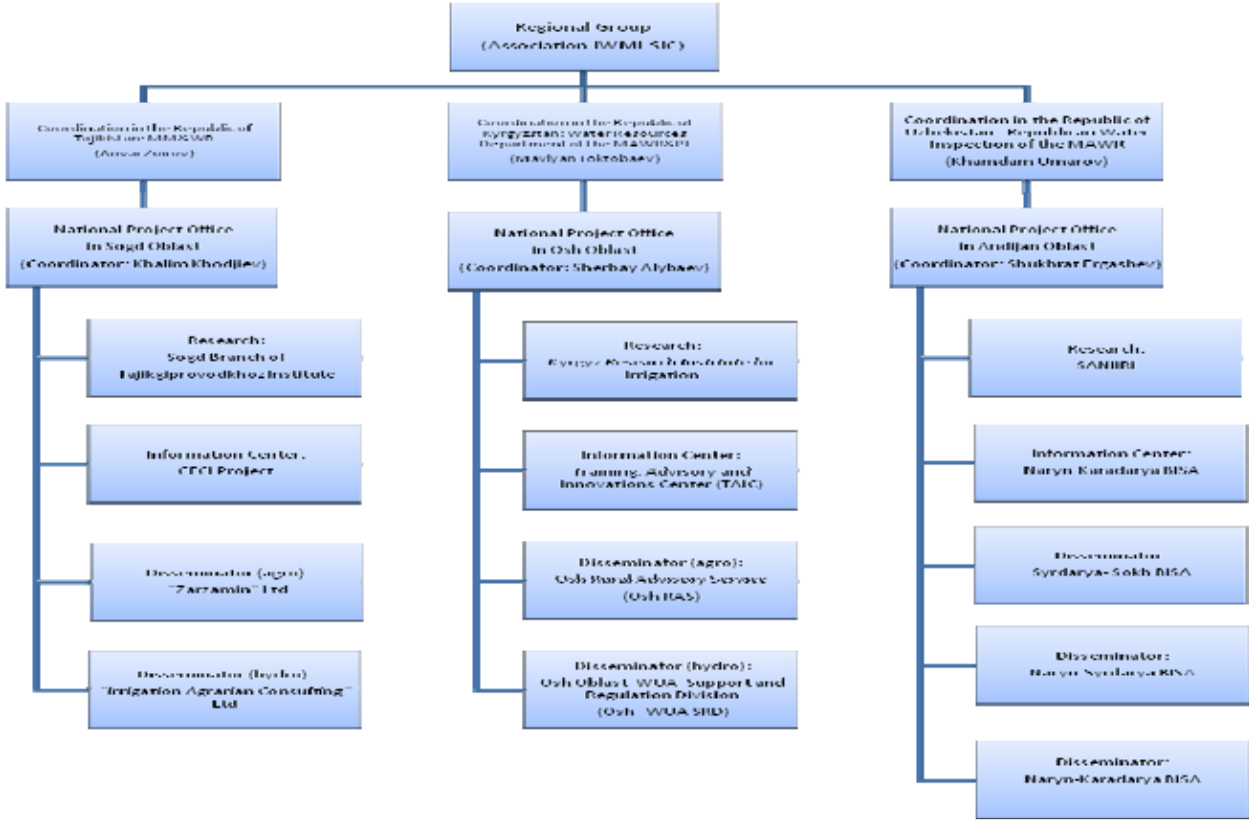 Regional Group
(Association IWMI-SIC)
Coordination in the Republic of
Tajikistan:
Coordination in the Republic of
Kyrgyzstan: Water Resources
Department of the
(Mavlyan Toktobaev)
Coordination in the Republic of
Uzbekistan - Republican Water
Inspection of the MAWR
(Khamdam Umarov)
National Project Office
in Sogd Oblast
(Coordinator: Khalim Khodjiev)
National Project Office
in Osh Oblast
(Coordinator: Sherbay Alybaev)
National Project Office
in Andijan Oblast
(Coordinator: Shukhrat Ergashev)
Research:
Sogd Branch of
Tajikgiprovodkhoz Institute
Information Center:
Project
Disseminator (agro)
"Zarzamin" Ltd
Disseminator (hydro)
"Irrigation Agrarian Consulting"
Ltd
Research:
Kyrgyz Research Institute for
Irrigation
Information Center:
Training, Advisory and
Innovations Center (TAIC)
Disseminator (agro):
Osh Rural Advisory Service
(Osh RAS)
Disseminator (hydro):
Osh Oblast WUA Support and
Regulation Division
(Osh WUA SRD)
Research:
SANIIRI
Information Center:
Naryn-Karadarya BISA
Disseminator
Syrdarya- Sokh BISA
Disseminator:
Naryn-Syrdarya BISA
Disseminator:
Naryn-Karadarya BISA